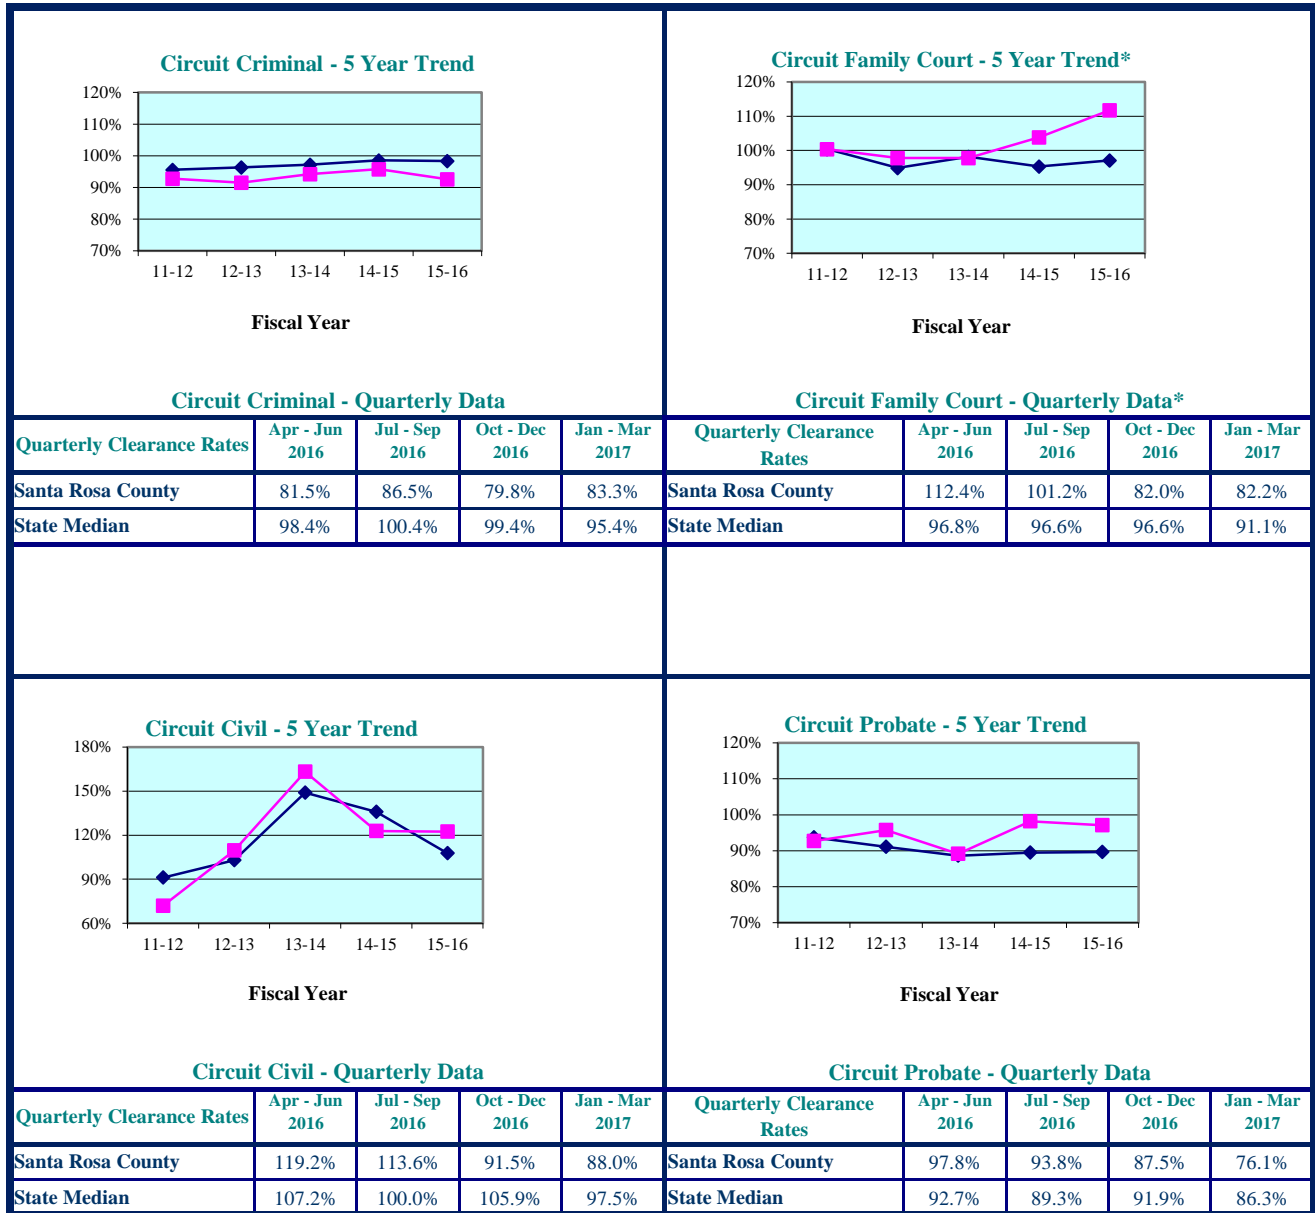 Circuit Criminal - 5 Year Trend
120%
110%
100%
90%
80%
70%
11-12 12-13 13-14 14-15 15-16
Fiscal Year
Circuit Family Court - 5 Year Trend*
120%
110%
100%
90%
80%
70%
11-12 12-13 13-14 14-15 15-16
Fiscal Year
Circuit Criminal - Quarterly Data
Quarterly Clearance Rates Apr - Jun 2016 Jul - Sep 2016 Oct - Dec 2016 Jan - Mar 2017
Santa Rosa County 81.5% 86.5% 79.8% 83.3%
State Median 98.4% 100.4% 99.4% 95.4%
Circuit Family Court - Quarterly Data*
Quarterly Clearance Rates Apr - Jun 2016 Jul - Sep 2016 Oct - Dec 2016 Jan - Mar 2017
Santa Rosa County 112.4% 101.2% 82.0% 82.2%
State Median 96.8% 96.6% 96.6% 91.1%
Circuit Civil - 5 Year Trend
180%
150%
120%
90%
60%
11-12 12-13 13-14 14-15 15-16
Fiscal Year
Circuit Probate - 5 Year Trend
120%
110%
100%
90%
80%
70%
11-12 12-13 13-14 14-15 15-16
Fiscal Year
Circuit Civil - Quarterly Data
Quarterly Clearance Rates Apr - Jun 2016 Jul - Sep 2016 Oct - Dec 2016 Jan - Mar 2017
Santa Rosa County 119.2% 113.6% 91.5% 88.0%
State Median 107.2% 100.0% 105.9% 97.5%
Circuit Probate - Quarterly Data
Quarterly Clearance Rates Apr - Jun 2016 Jul - Sep 2016 Oct - Dec 2016 Jan - Mar 2017
Santa Rosa County 97.8% 93.8% 87.5% 76.1%
State Median 92.7% 89.3% 91.9% 86.3%